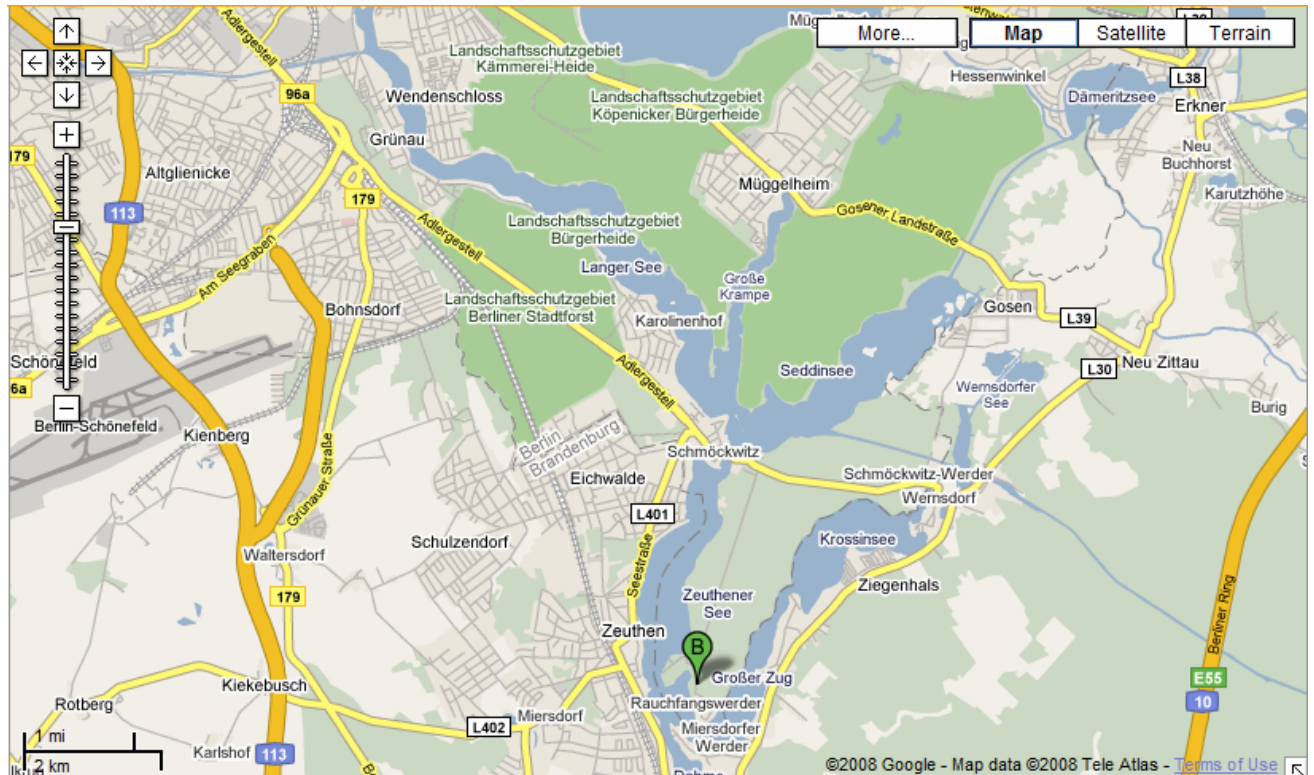 More...
Map
Satellite
Terrain
Adlergestell
Landschaftsschutzgebiet
Kämmerei-Heide
Hessenwinkel
L38
Dämeritzsee
Erkner
96a
Wendenschloss
Landschaftsschutzgebiet
Köpenicker Bürgerheide
Grünau
Neu
Buchhorst
179
Altglienicke
Müggelheim
Karutzhöhe
179
113
Adlergestell
Landschaftsschutzgebiet
Bürgerheide
Gosener Landstraße
Am Seegraben
Langer See
Große
Krampe
Bohnsdorf
Landschaftsschutzgebiet
Berliner Stadtforst
Karolinenhof
Gosen
L39
Adlergestell
Seddinsee
L30
Neu Zittau
Wernsdorfer
See
Burig
6a
Berlin-Schönefeld
Kienberg
Berlin
Brandenburg
Schmöckwitz
Grünauer Straße
Eichwalde
Schmöckwitz-Werder
Wernsdorf
L401
Schulzendorf
Krossinsee
Waltersdorf
Seestraße
Ziegenhals
179
Zeuthener
See
Berliner Ring
Zeuthen
B
Großer Zug
E55
Kiekebusch
10
Rotberg
Rauchfangswerder
Miersdorf
L402
Miersdorfer
Werder
1 mi
2 km
Karlshof
113
©2008 Google - Map data ©2008 Tele Atlas - Terms of Use